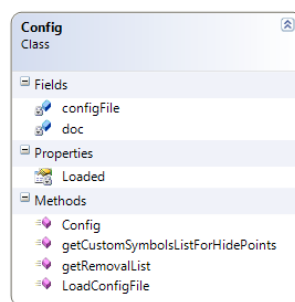 Config
Class
Fields
configFile
doc
Properties
Loaded
Methods
Config
getCustomSymbolsListForHidePoints
getRemovalList
LoadConfigFile